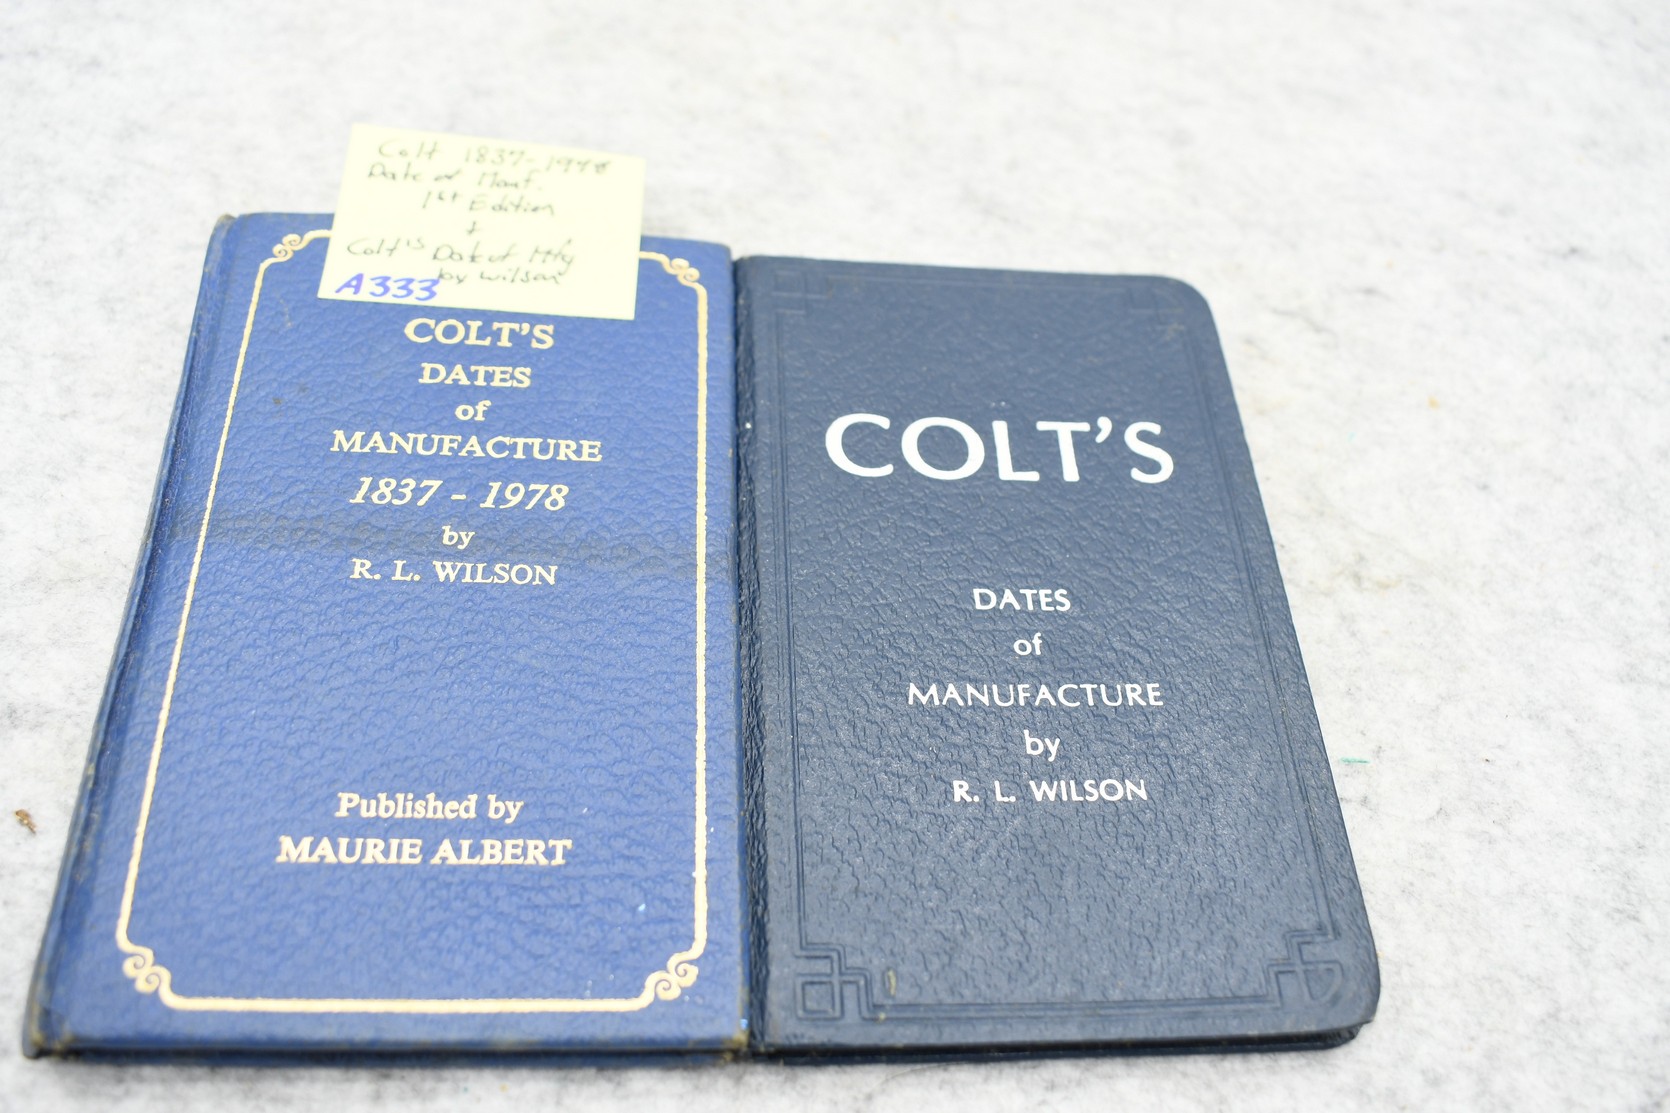 Colt 1837-1978
Date of Manf.
1st Edition
+
Colt's Date of Mfg
by Wilson
A333
COLT'S
DATES
of
MANUFACTURE
1837 - 1978
by
R. L. WILSON
Published by
MAURIE ALBERT
COLT'S
DATES
of
MANUFACTURE
by
R. L. WILSON